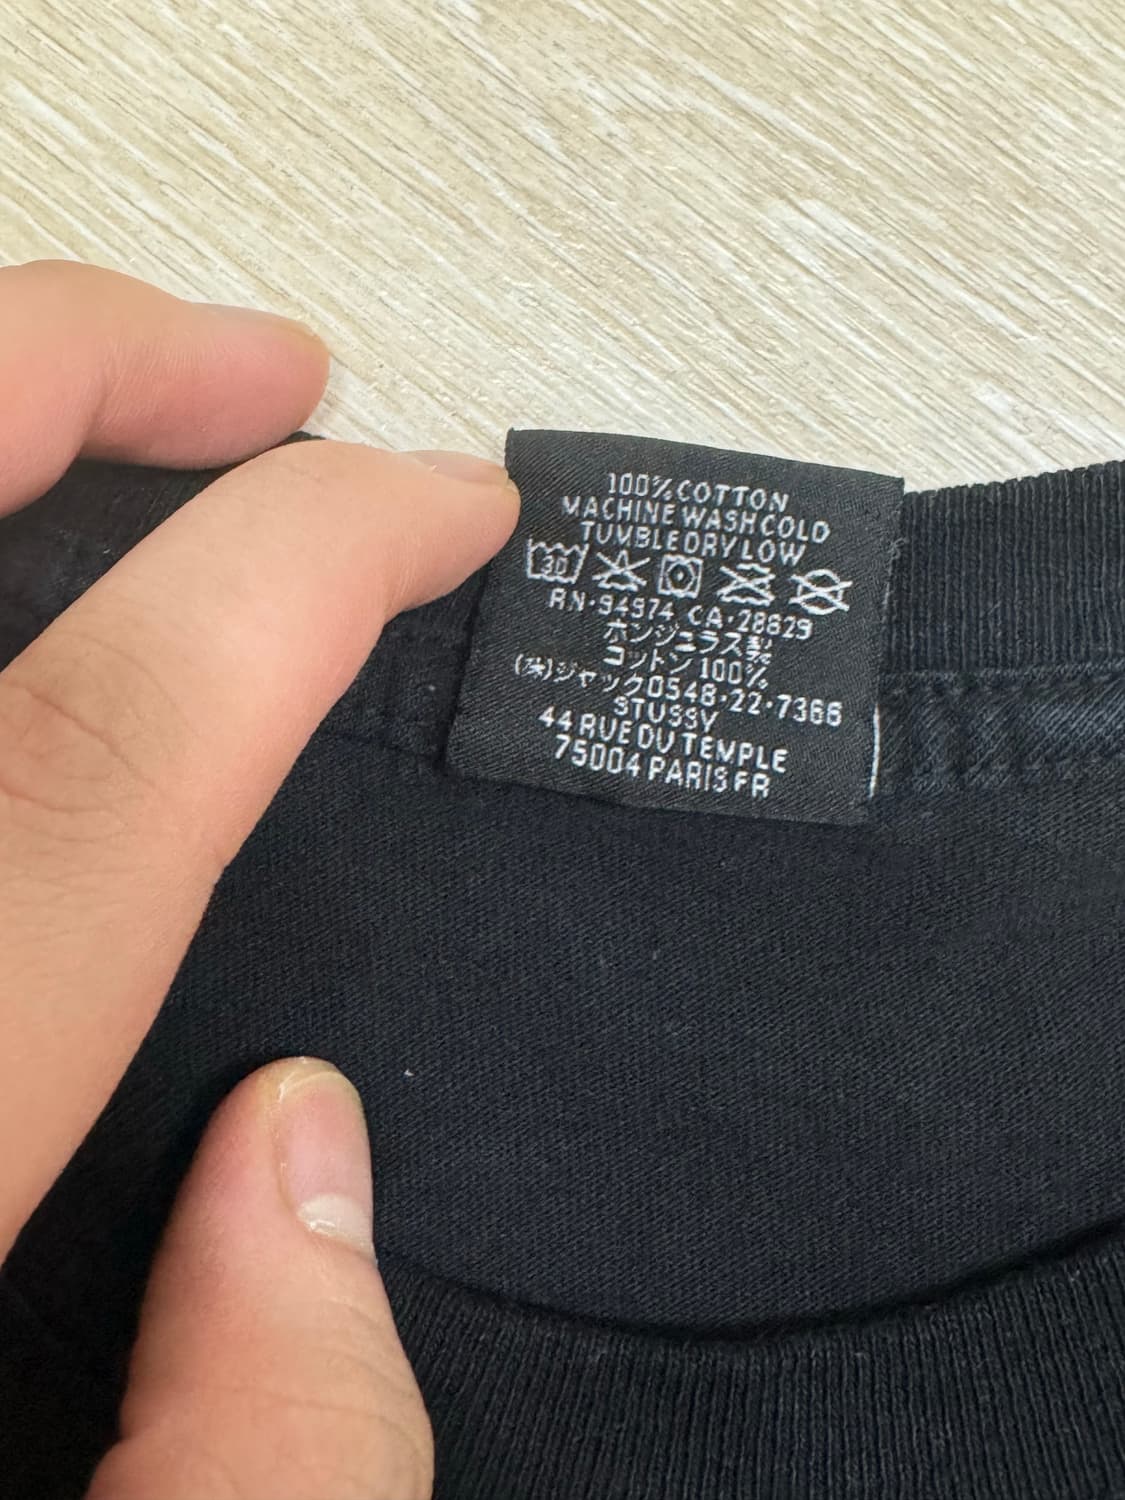 100% COTTON
MACHINE WASH COLD
TUMBLE DRY LOW
30
RN·94974 CA·28629
ホンジュラス製
コットン 100%
(株)ジャック0548·22·7366
STUSSY
44 RUE DU TEMPLE
75004 PARIS FR